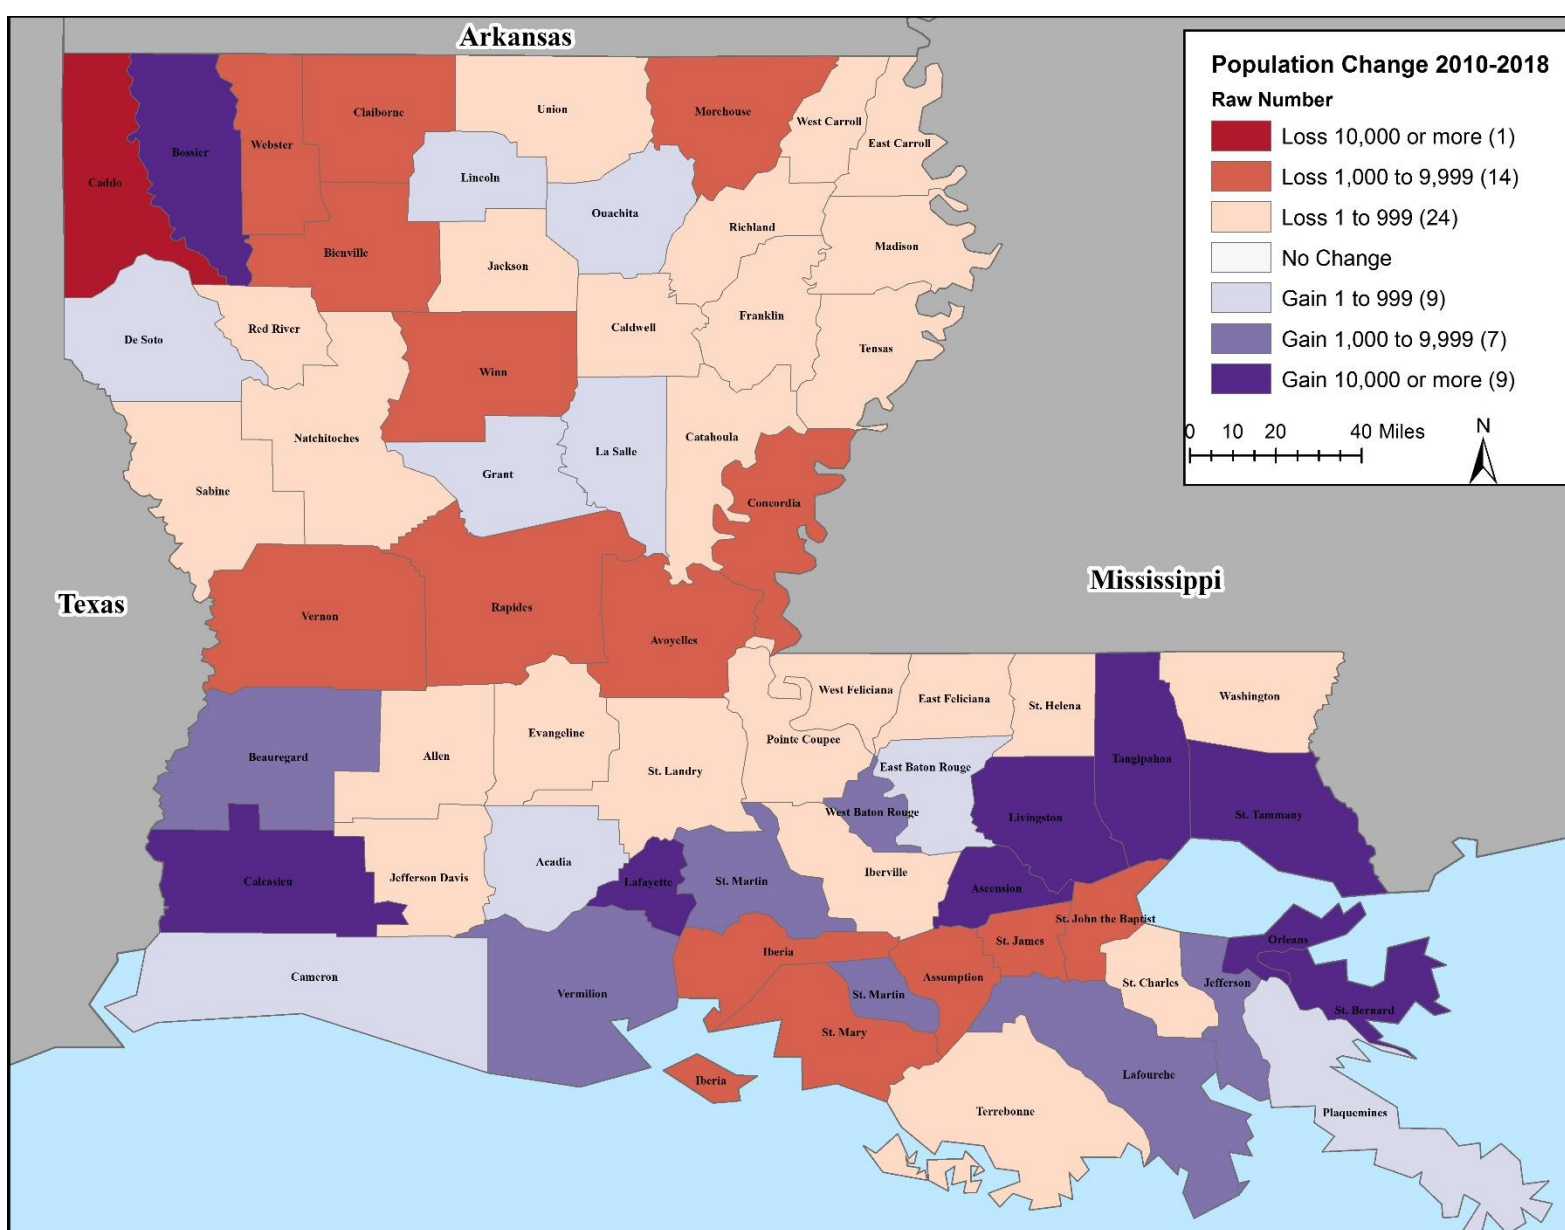 Arkansas
Population Change 2010-2018
Raw Number
Loss 10,000 or more (1)
Loss 1,000 to 9,999 (14)
Loss 1 to 999 (24)
No Change
Gain 1 to 999 (9)
Gain 1,000 to 9,999 (7)
Gain 10,000 or more (9)
0 10 20 40 Miles
N
Union
Claiborne
Morehouse
West Carroll
East Carroll
Webster
Bossier
Caddo
Lincoln
Ouachita
Richland
Madison
Bienville
Jackson
Franklin
Caldwell
Red River
De Soto
Tensas
Winn
Natchitoches
Catahoula
La Salle
Grant
Sabine
Concordia
Mississippi
Texas
Rapides
Vernon
Avoyelles
West Feliciana
East Feliciana
St. Helena
Washington
Evangeline
Pointe Coupee
Allen
Beauregard
Tangipahoa
East Baton Rouge
St. Landry
West Baton Rouge
Livingston
St. Tammany
Acadia
Iberville
Jefferson Davis
Calcasieu
Lafayette
St. Martin
Ascension
St. John the Baptist
St. James
Orleans
Iberia
Cameron
Assumption
St. Charles
Jefferson
Vermilion
St. Martin
St. Bernard
St. Mary
Lafourche
Iberia
Terrebonne
Plaquemines